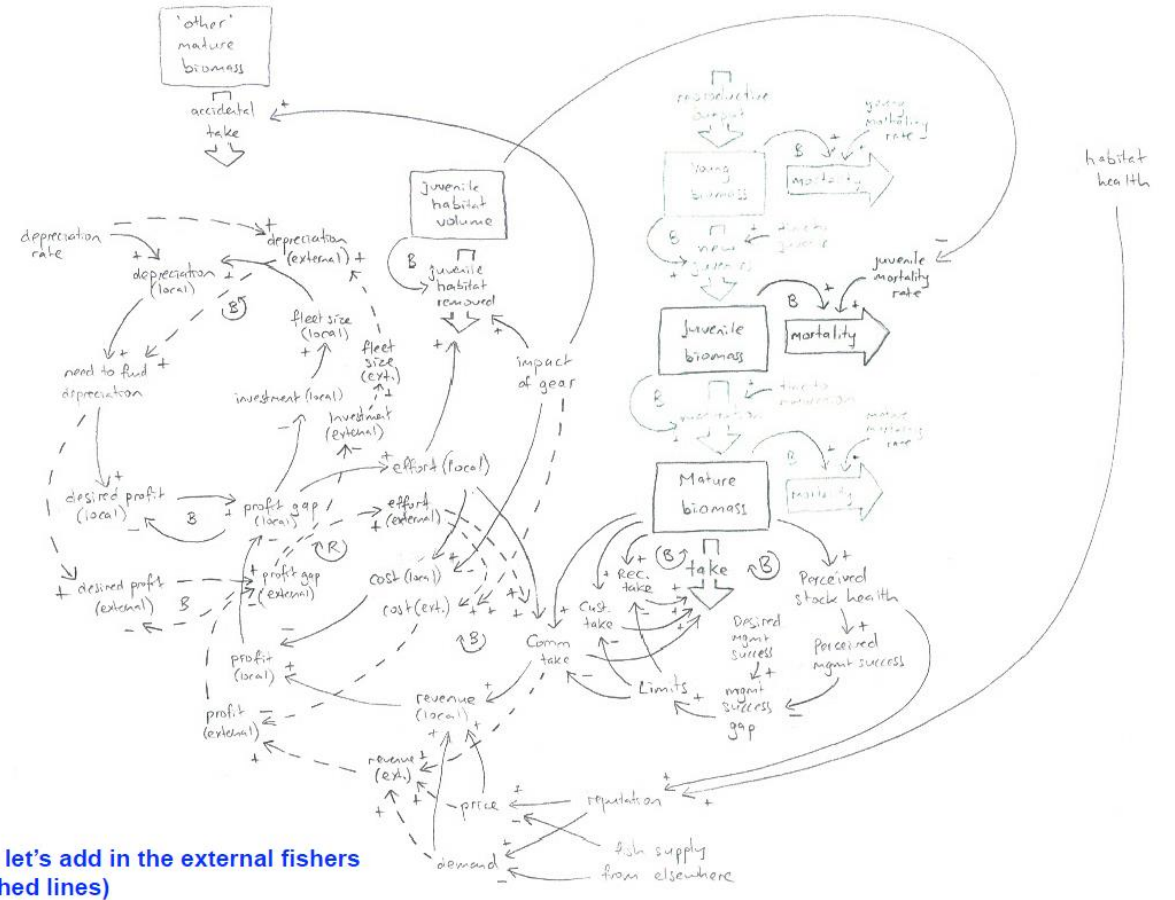 'other'
mature
biomass
accidental
take
+
juvenile
habitat
volume
B
juvenile
habitat
removed
+
+
impact
of gear
depreciation
rate
+
depreciation
(external) +
+
depreciation +
(local)
B
fleet size
(local)
+
fleet
size
(ext.)
+
need to fund +
depreciation
+
investment (local)
-
Investment
(external)
-
+
desired profit
(local)
-
B
+
profit gap
(local)
-
+ effort (local)
effort
+ (external)
R
+ desired profit
(external)
-
B
+ profit gap
(external)
-
cost (local)
+
cost (ext.)
+ +
B
profit
(local)
-
+
profit
(external)
-
+
revenue
(local)
+
+ +
revenue +
(ext.)
+ +
price
+
-
reputation
+
+
demand
+
-
fish supply
from elsewhere
reproductive
output
Young
biomass
B
mortality
+ +
young
mortality
rate
B
new
juveniles
+
+
time to
juvenile
Juvenile
biomass
B
mortality
+ +
juvenile
mortality
rate
-
B
maturation
+
+
time to
maturation
Mature
biomass
B
mortality
+ +
mature
mortality
rate
B
take
B
+
Rec.
take
-
+
Cust.
take
-
+
Comm
take
-
+
+
+
Limits
+
Desired
mgmt
success
+
mgmt
success
gap
-
+
Perceived
stock health
+
Perceived
mgmt success
habitat
health
let's add in the external fishers
hed lines)